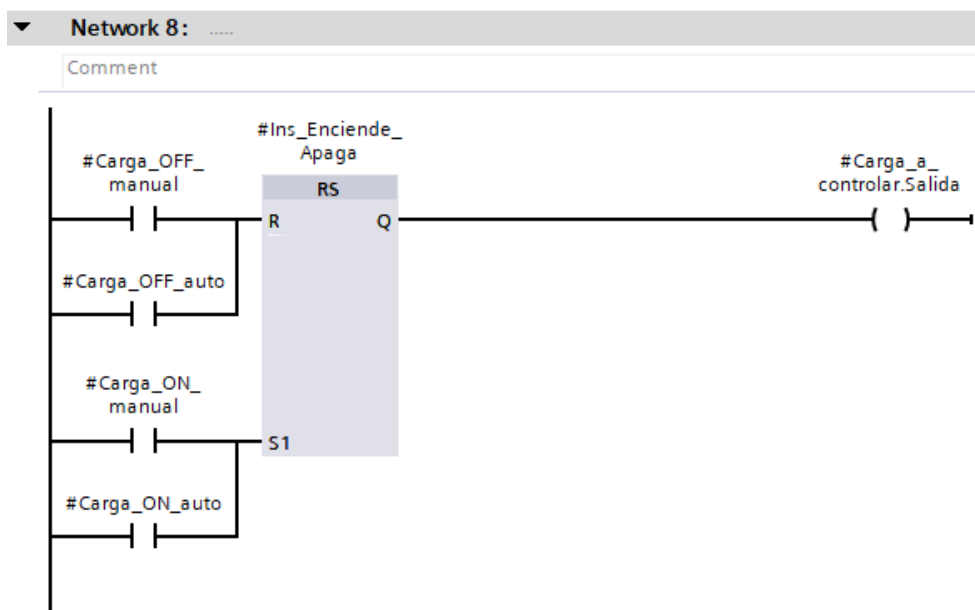 Network 8: .....
Comment
#Ins_Enciende_
Apaga
#Carga_OFF_
manual
#Carga_a_
controlar.Salida
RS
R Q
#Carga_OFF_auto
#Carga_ON_
manual
S1
#Carga_ON_auto